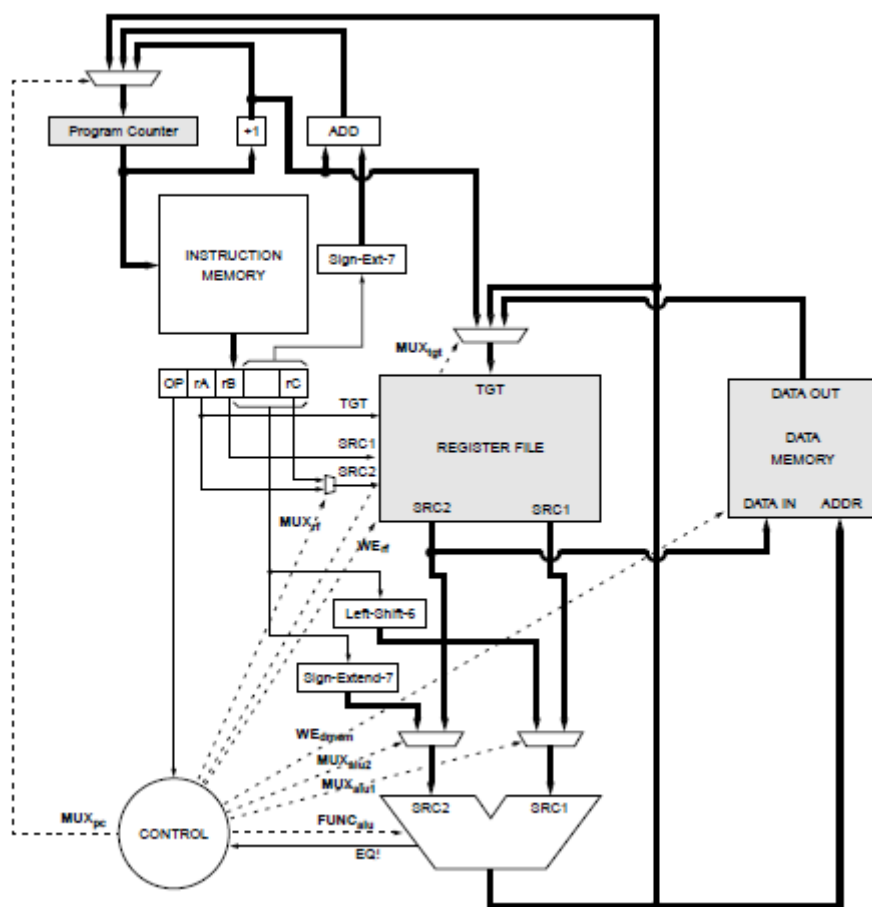 Program Counter
+1
ADD
INSTRUCTION
MEMORY
Sign-Ext-7
MUXtgt
OP
rA
rB
rC
TGT
TGT
SRC1
SRC2
REGISTER FILE
SRC2
SRC1
DATA OUT
DATA
MEMORY
DATA IN
ADDR
MUXrf
WErf
Left-Shift-6
Sign-Extend-7
WEdmem
MUXalu2
MUXalu1
SRC2
SRC1
MUXpc
CONTROL
FUNCalu
EQ!